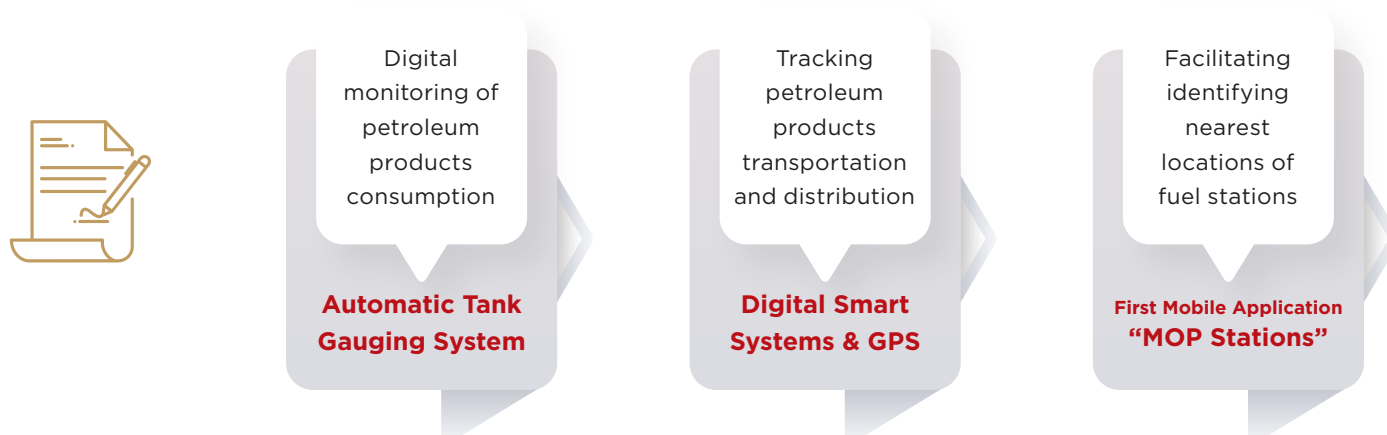 Digital
monitoring of
petroleum
products
consumption
Automatic Tank
Gauging System
Tracking
petroleum
products
transportation
and distribution
Digital Smart
Systems & GPS
Facilitating
identifying
nearest
locations of
fuel stations
First Mobile Application
“MOP Stations”